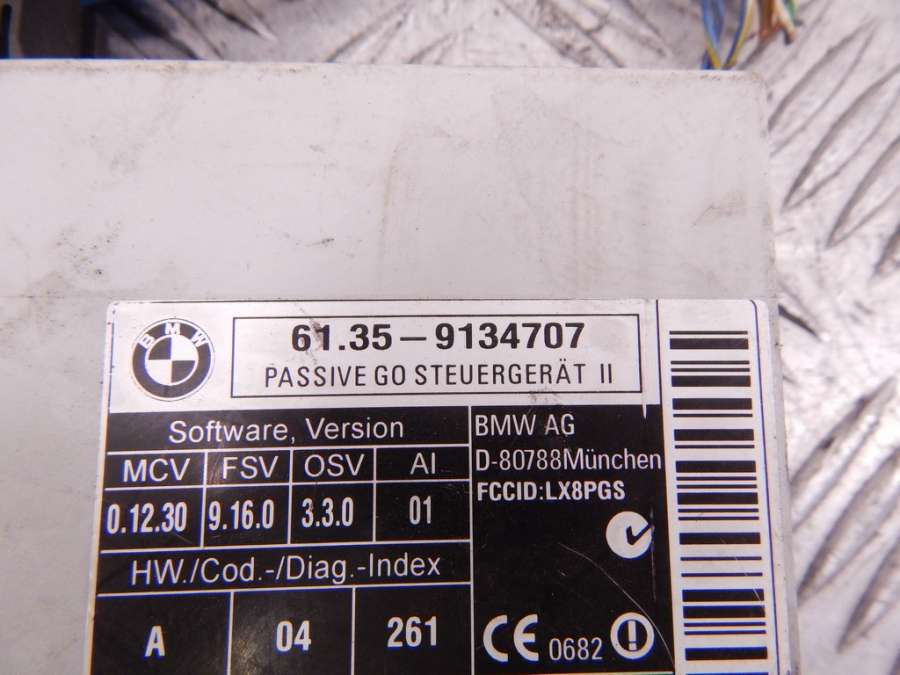 BMW
61.35-9134707
PASSIVE GO STEUERGERÄT II
Software, Version
MCV FSV OSV AI
0.12.30 9.16.0 3.3.0 01
HW./Cod.-/Diag.-Index
A 04 261
BMW AG
D-80788München
FCCID:LX8PGS
CE 0682